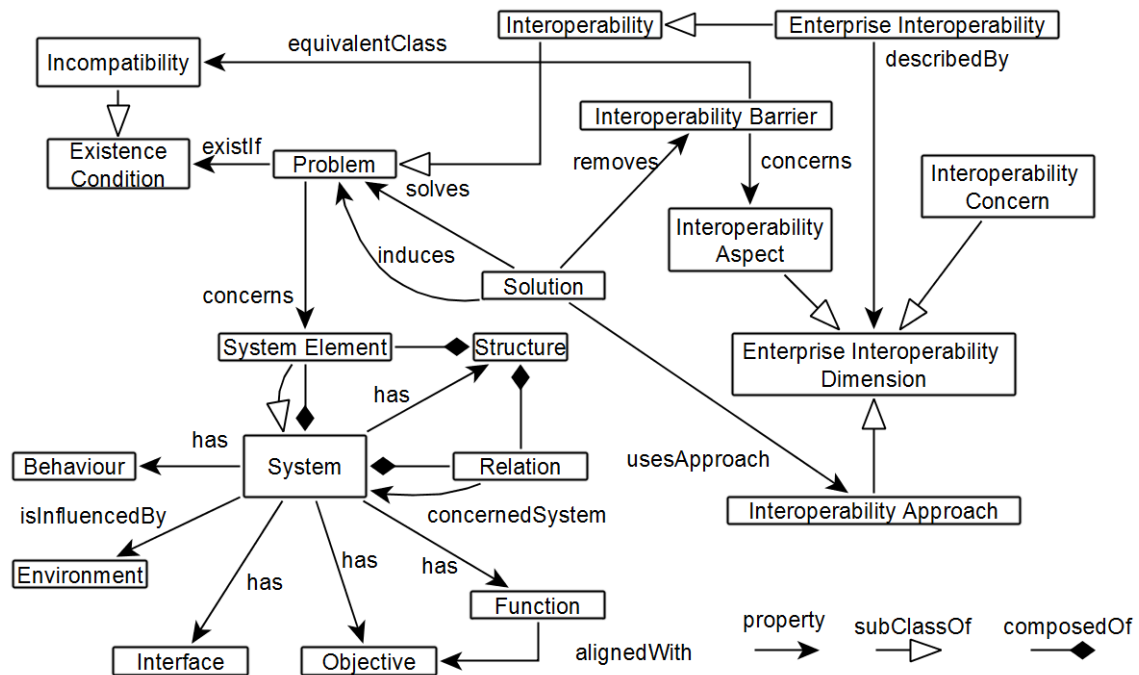 Interoperability
Enterprise Interoperability
equivalentClass
describedBy
Incompatibility
Interoperability Barrier
existIf
Existence
Condition
Problem
removes
concerns
solves
Interoperability
Concern
Interoperability
Aspect
induces
Solution
concerns
System Element
Structure
Enterprise Interoperability
Dimension
has
has
Behaviour
System
Relation
usesApproach
isInfluencedBy
concernedSystem
Interoperability Approach
Environment
has
has
has
Function
property
subClassOf
composedOf
Interface
Objective
alignedWith